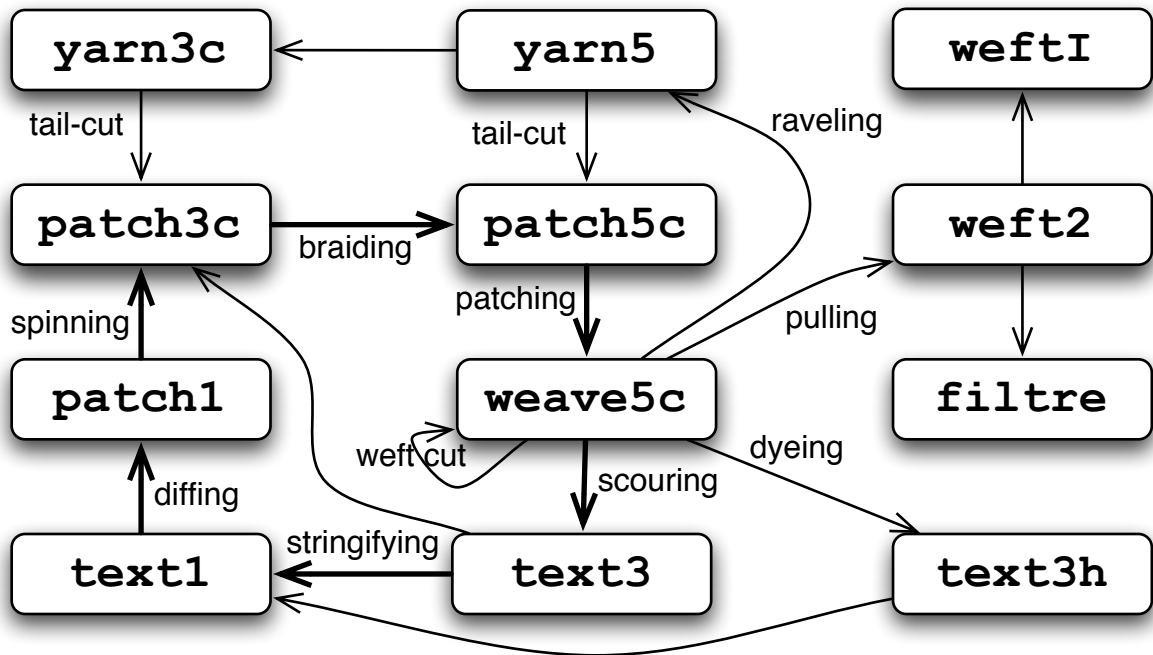 yarn3c
yarn5
weftI
tail-cut
tail-cut
raveling
patch3c
braiding
patch5c
weft2
spinning
patching
pulling
patch1
weave5c
filtre
weft cut
dyeing
diffing
scouring
stringifying
text1
text3
text3h